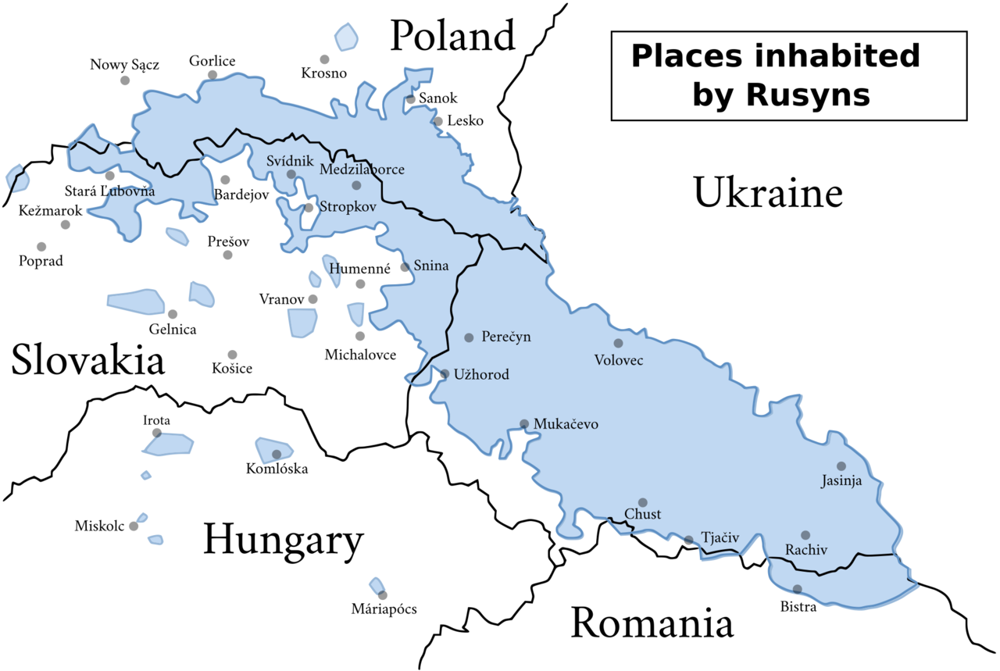 Poland
Places inhabited
by Rusyns
Nowy Sącz
Gorlice
Krosno
Sanok
Lesko
Ukraine
Svídnik
Medzilaborce
Stará Ľubovňa
Bardejov
Stropkov
Kežmarok
Prešov
Poprad
Humenné
Snina
Vranov
Gelnica
Perečyn
Michalovce
Volovec
Slovakia
Košice
Užhorod
Irota
Mukačevo
Komlóska
Jasinja
Chust
Miskolc
Hungary
Tjačiv
Rachiv
Máriapócs
Bistra
Romania